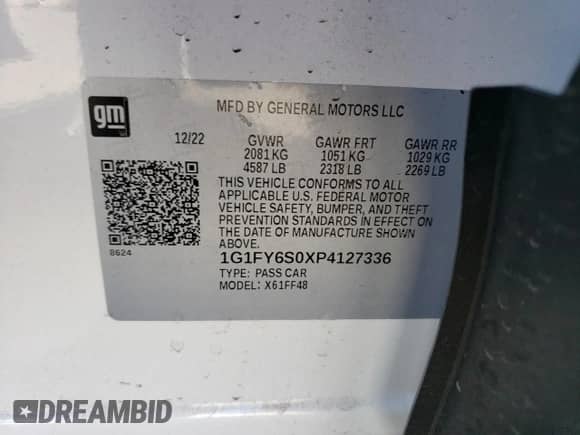 gm
MFD BY GENERAL MOTORS LLC
12/22 GVWR GAWR FRT GAWR RR
2081 KG 1051 KG 1029 KG
4587 LB 2318 LB 2269 LB
THIS VEHICLE CONFORMS TO ALL
APPLICABLE U.S. FEDERAL MOTOR
VEHICLE SAFETY, BUMPER, AND THEFT
PREVENTION STANDARDS IN EFFECT ON
THE DATE OF MANUFACTURE SHOWN
ABOVE.
8624
1G1FY6S0XP4127336
TYPE: PASS CAR
MODEL: X61FF48
DREAMBID